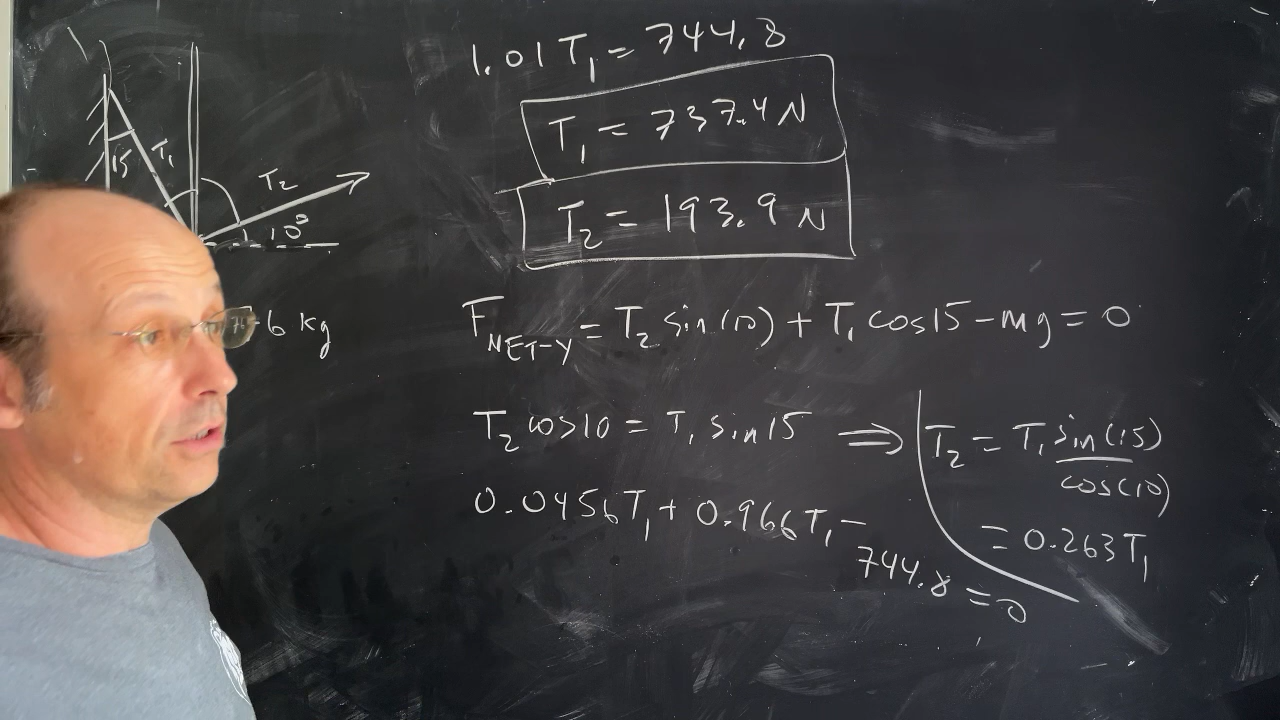 1.01 T₁ = 744.8
T₁ = 737.4 N
T₂ = 193.9 N
15
T₁
T₂
10°
76 kg
F_NET-Y = T₂ sin(10) + T₁ cos15 - mg = 0
T₂ cos10 = T₁ sin15 ⇒ T₂ = T₁ sin(15) / cos(10)
= 0.263 T₁
0.0456 T₁ + 0.966 T₁ - 744.8 = 0